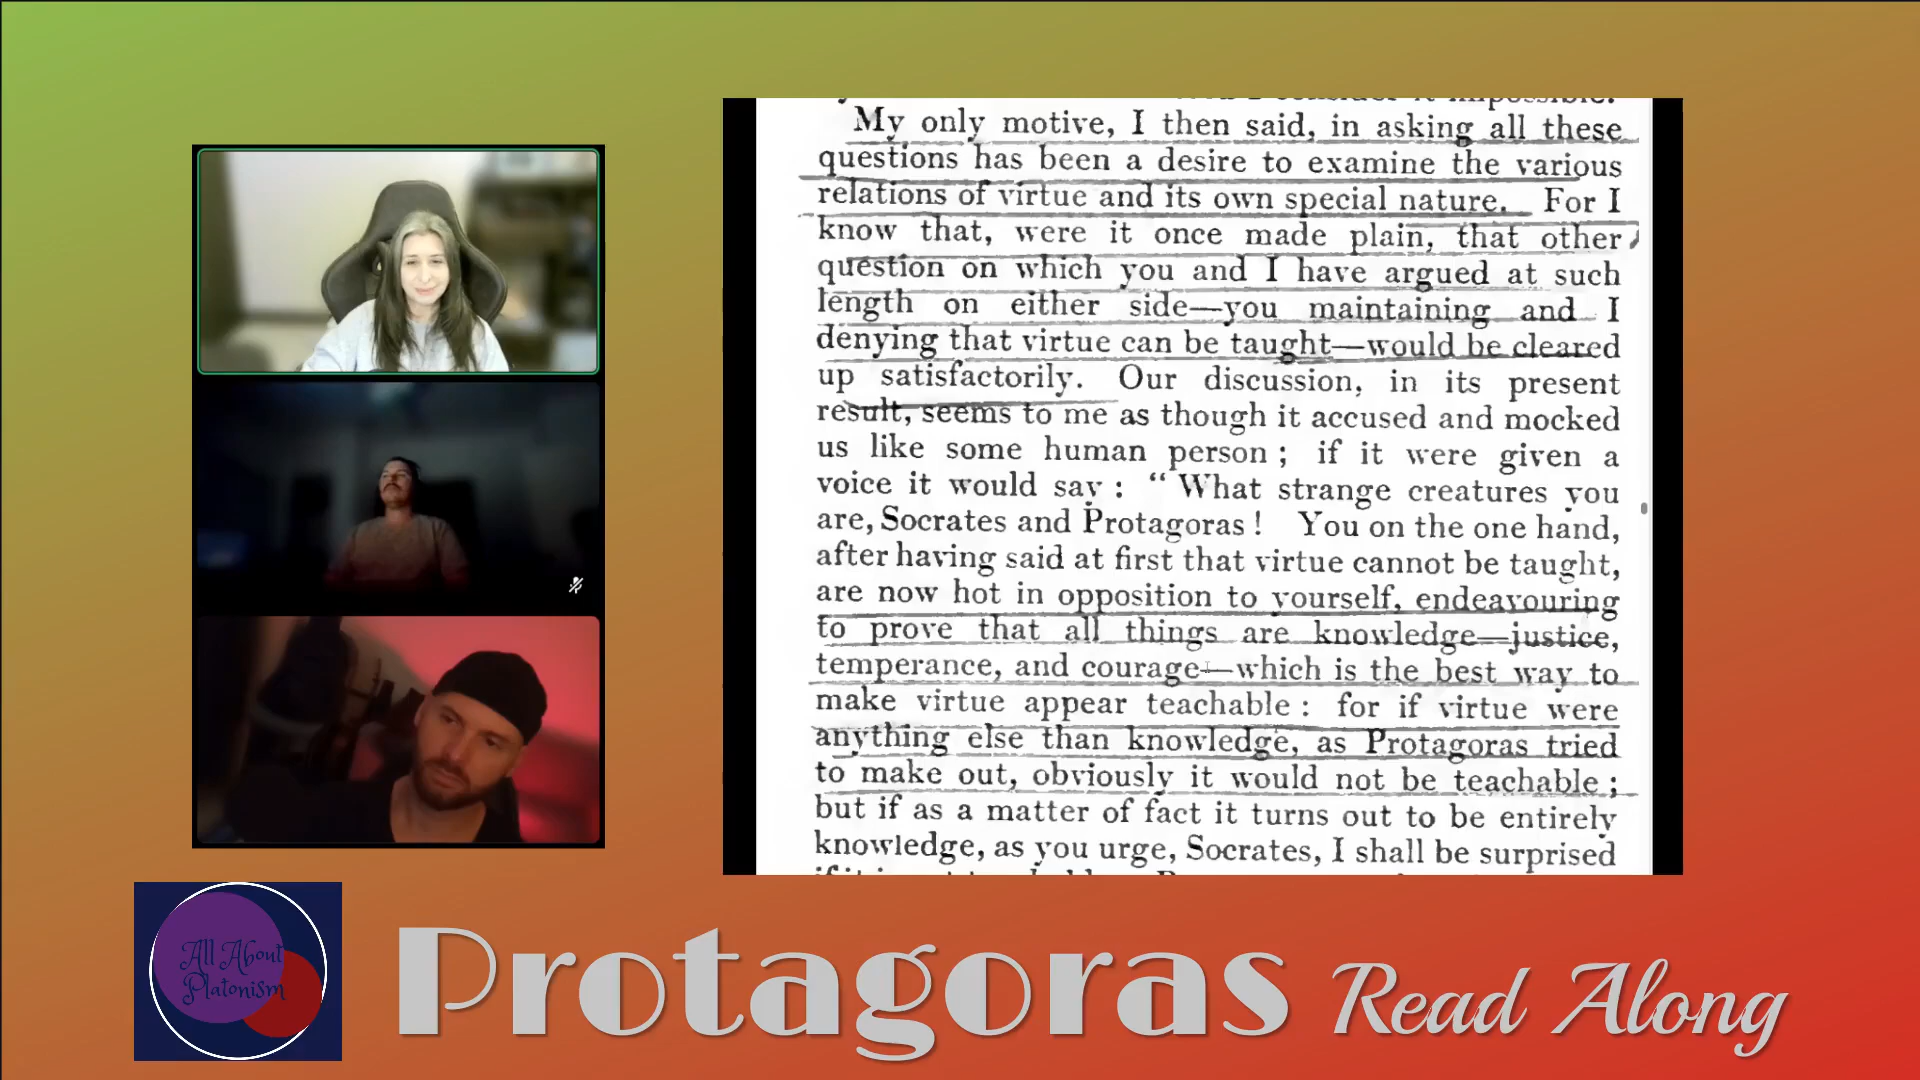 impossible.
My only motive, I then said, in asking all these
questions has been a desire to examine the various
relations of virtue and its own special nature. For I
know that, were it once made plain, that other
question on which you and I have argued at such
length on either side—you maintaining and I
denying that virtue can be taught—would be cleared
up satisfactorily. Our discussion, in its present
result, seems to me as though it accused and mocked
us like some human person ; if it were given a
voice it would say : “ What strange creatures you
are, Socrates and Protagoras ! You on the one hand,
after having said at first that virtue cannot be taught,
are now hot in opposition to yourself, endeavouring
to prove that all things are knowledge—justice,
temperance, and courage—which is the best way to
make virtue appear teachable : for if virtue were
anything else than knowledge, as Protagoras tried
to make out, obviously it would not be teachable ;
but if as a matter of fact it turns out to be entirely
knowledge, as you urge, Socrates, I shall be surprised
All About
Platonism
Protagoras Read Along